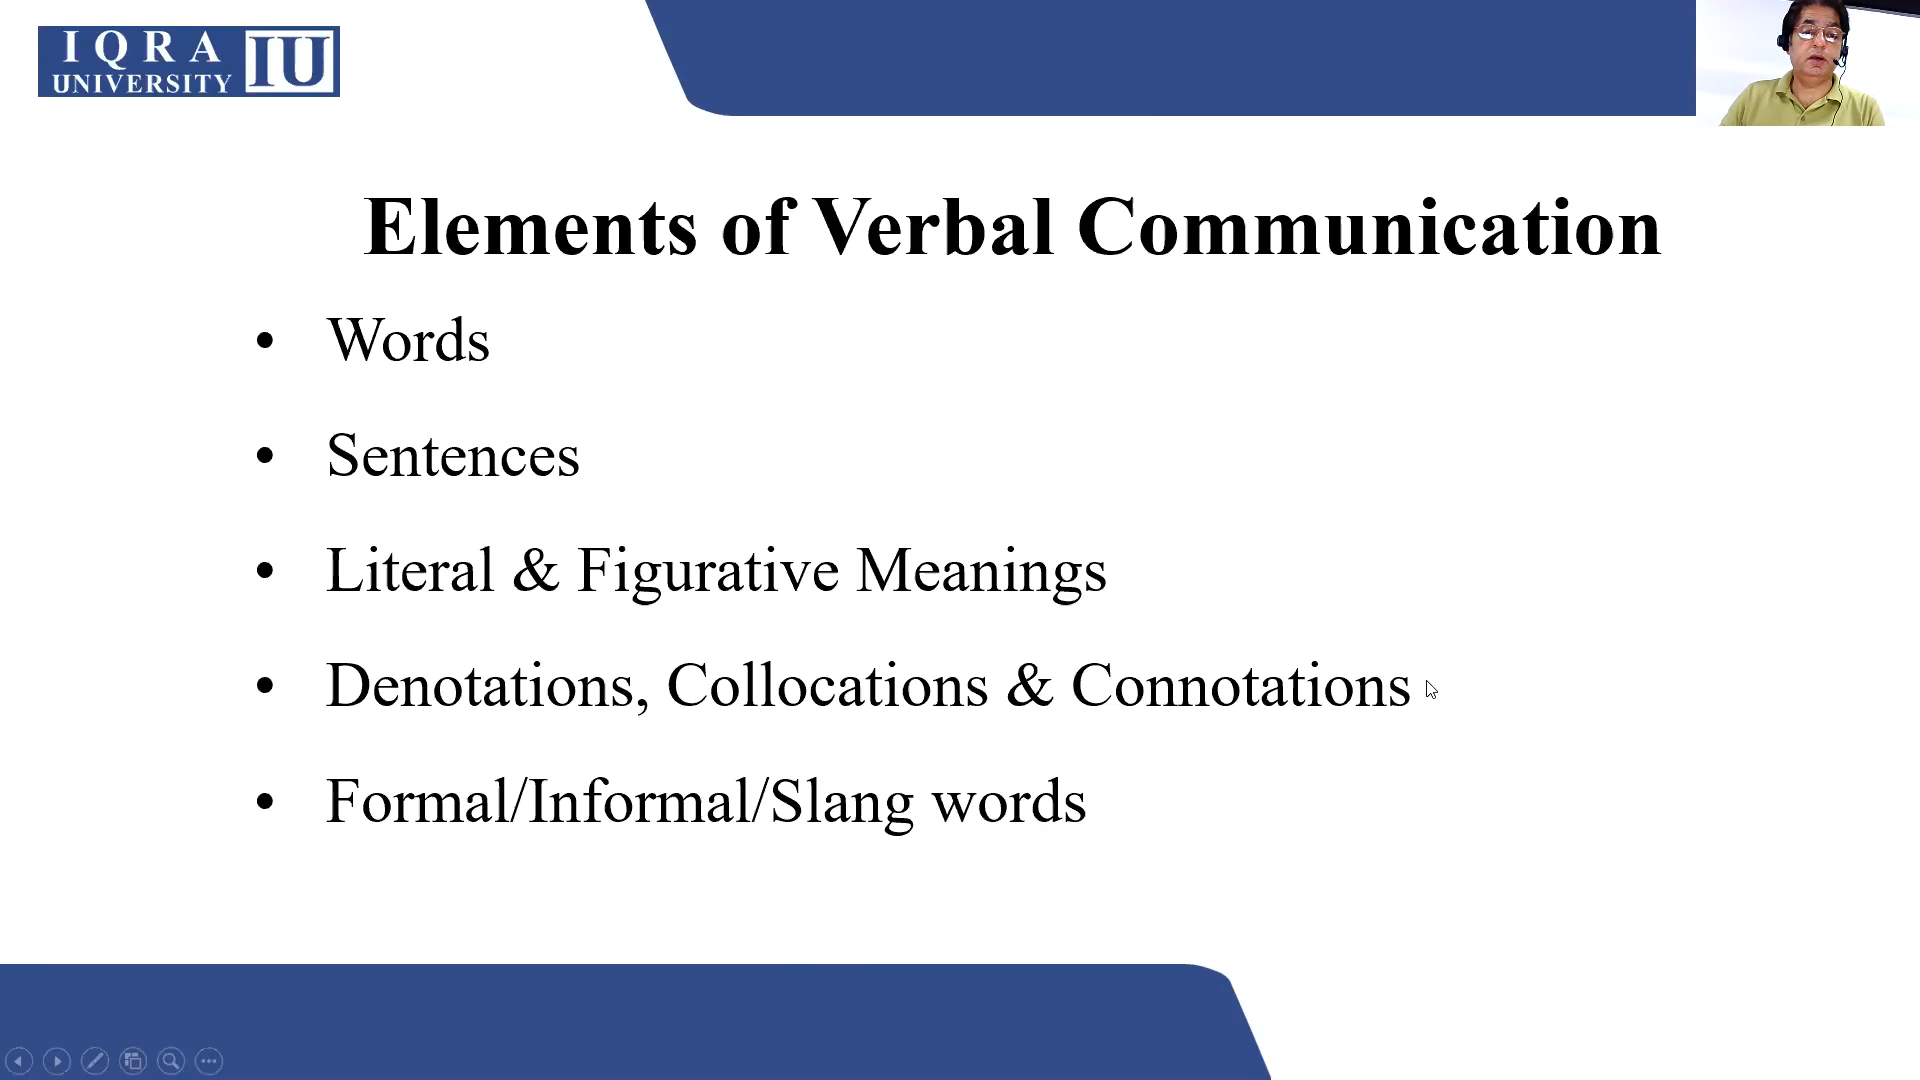 IQRA
UNIVERSITY IU
Elements of Verbal Communication
• Words
• Sentences
• Literal & Figurative Meanings
• Denotations, Collocations & Connotations
• Formal/Informal/Slang words